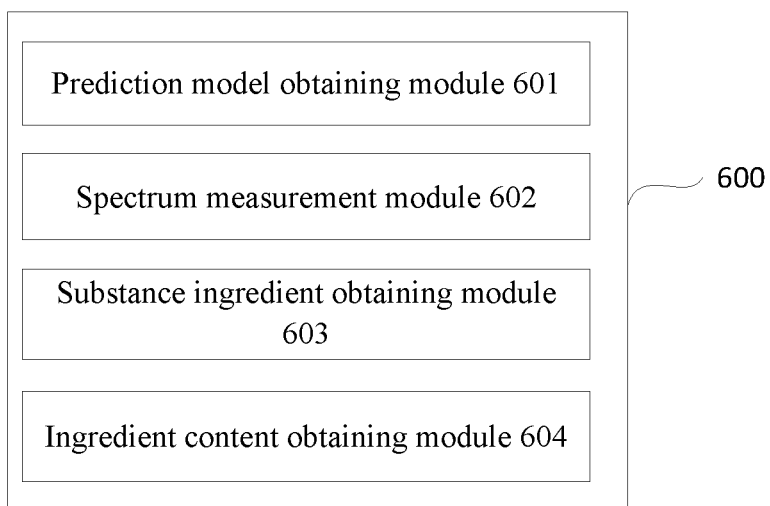 Prediction model obtaining module 601
Spectrum measurement module 602
600
Substance ingredient obtaining module
603
Ingredient content obtaining module 604